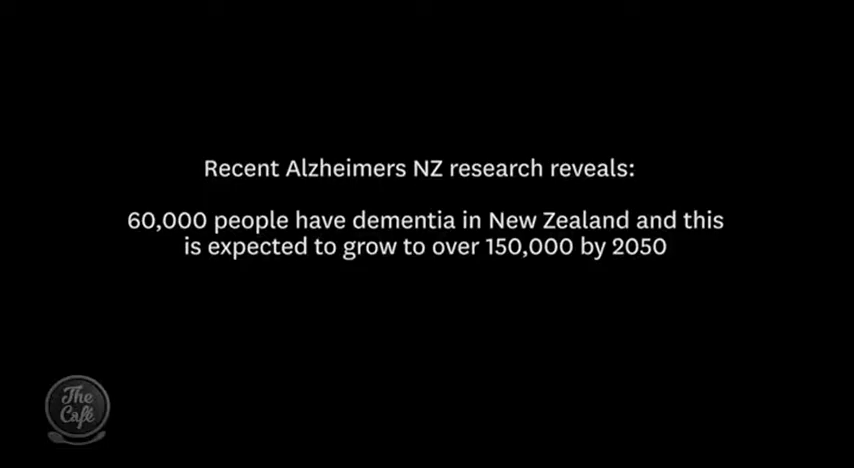 Recent Alzheimers NZ research reveals:
60,000 people have dementia in New Zealand and this
is expected to grow to over 150,000 by 2050
The
Café